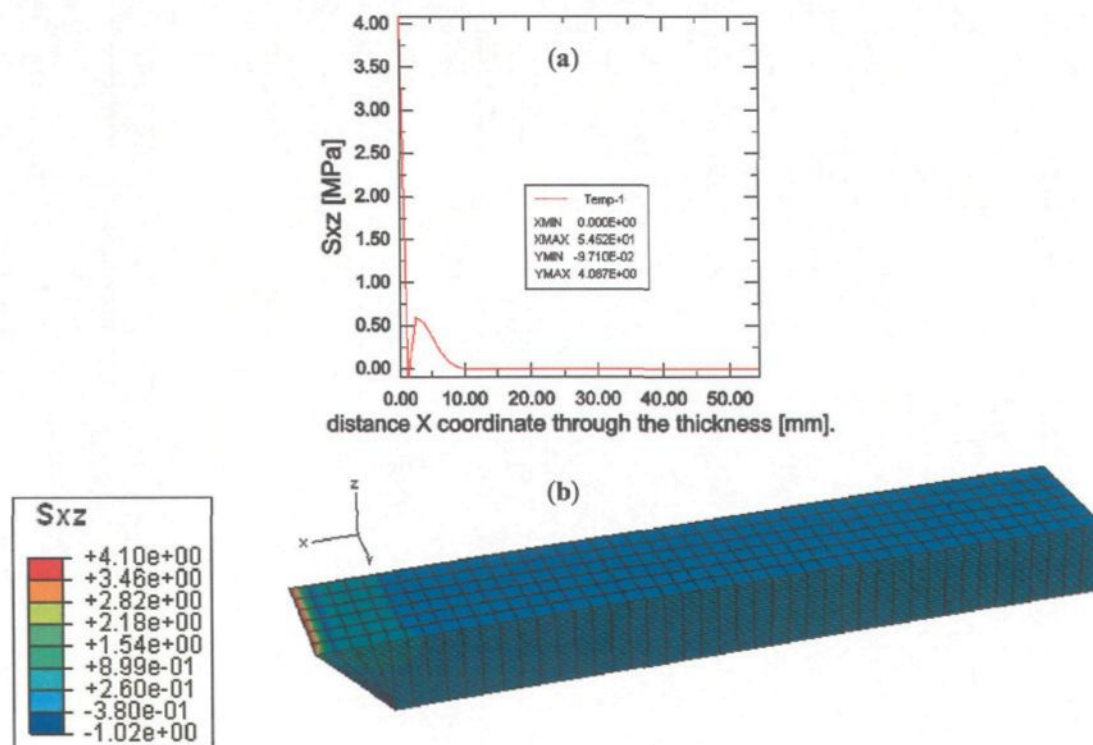 4.00
(a)
3.50
3.00
2.50
2.00
1.50
1.00
0.50
0.00
Sxz [MPa]
Temp-1
XMIN 0.000E+00
XMAX 5.452E+01
YMIN -9.710E-02
YMAX 4.087E+00
0.00 10.00 20.00 30.00 40.00 50.00
distance X coordinate through the thickness [mm].
(b)
z
x
Y
Sxz
+4.10e+00
+3.46e+00
+2.82e+00
+2.18e+00
+1.54e+00
+8.99e-01
+2.60e-01
-3.80e-01
-1.02e+00